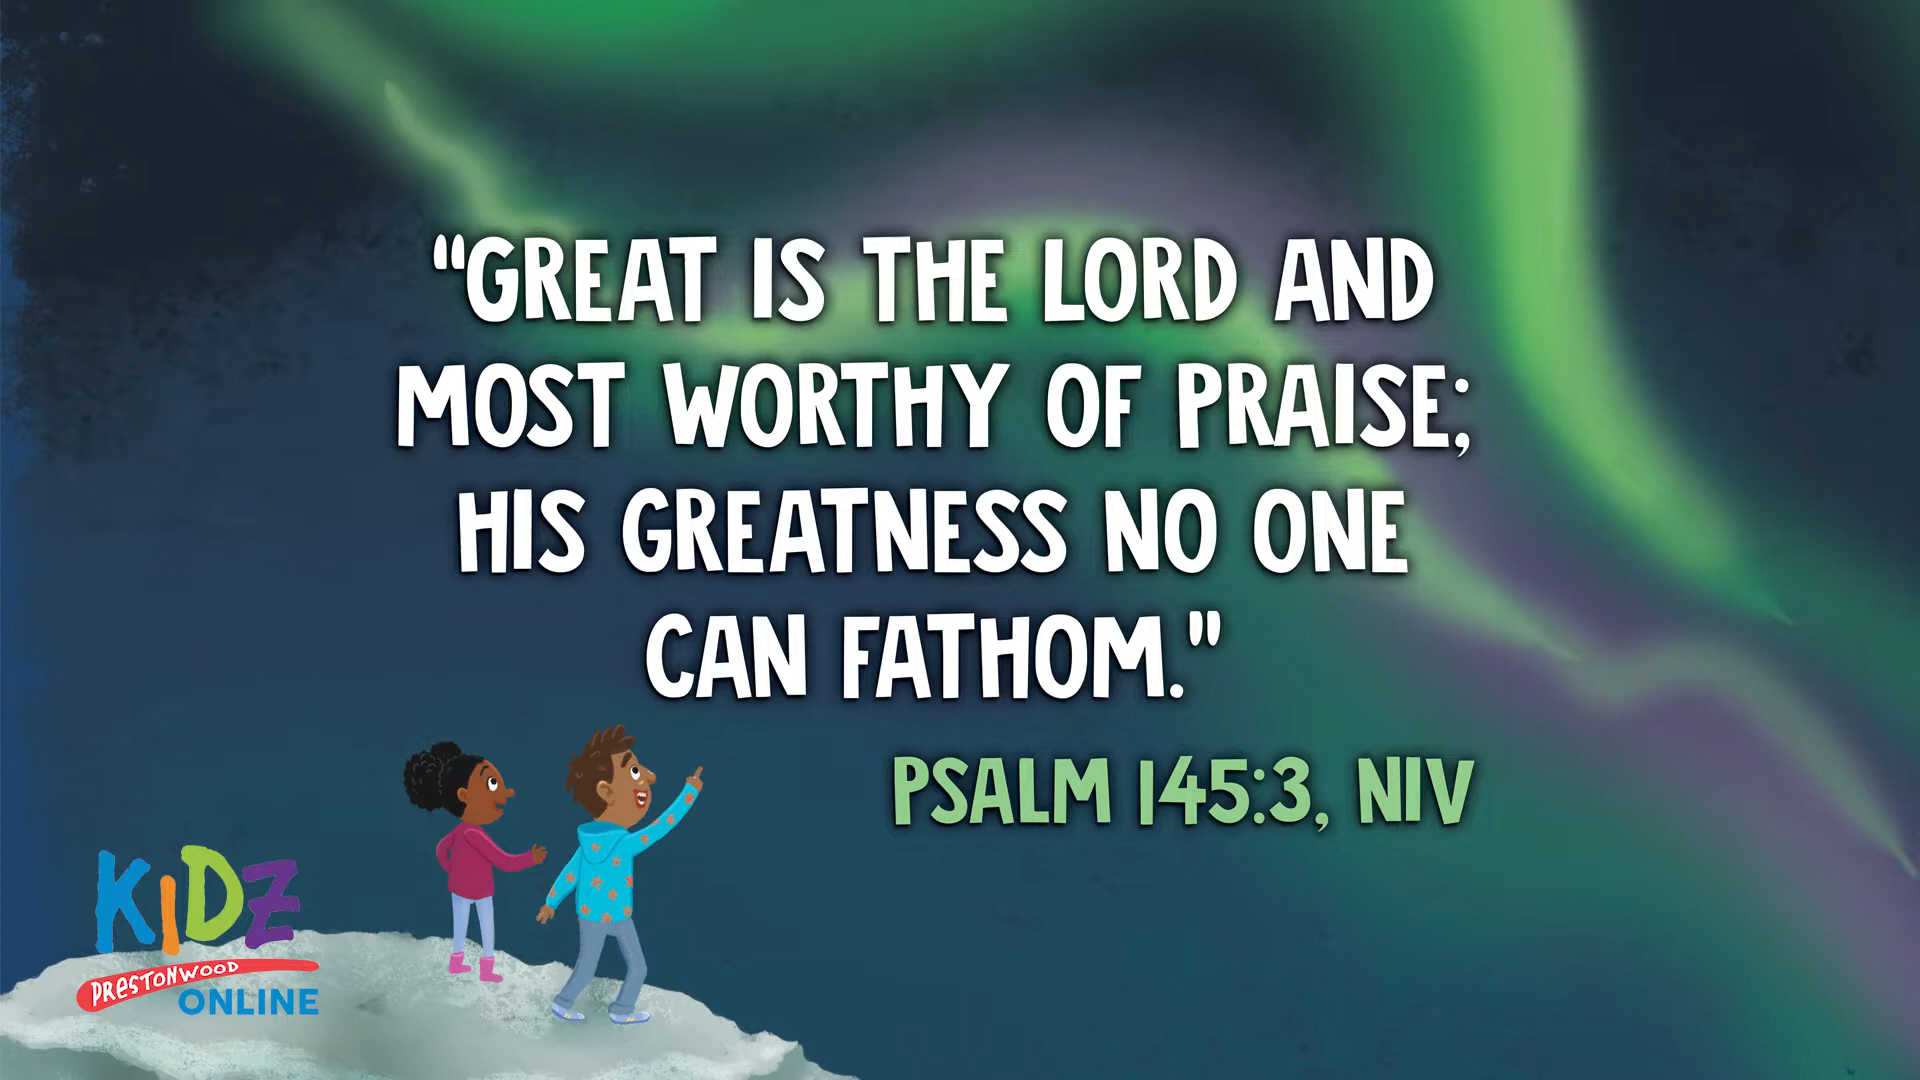 "GREAT IS THE LORD AND
MOST WORTHY OF PRAISE;
HIS GREATNESS NO ONE
CAN FATHOM."
PSALM 145:3, NIV
KiDZ
PRESTONWOOD
ONLINE